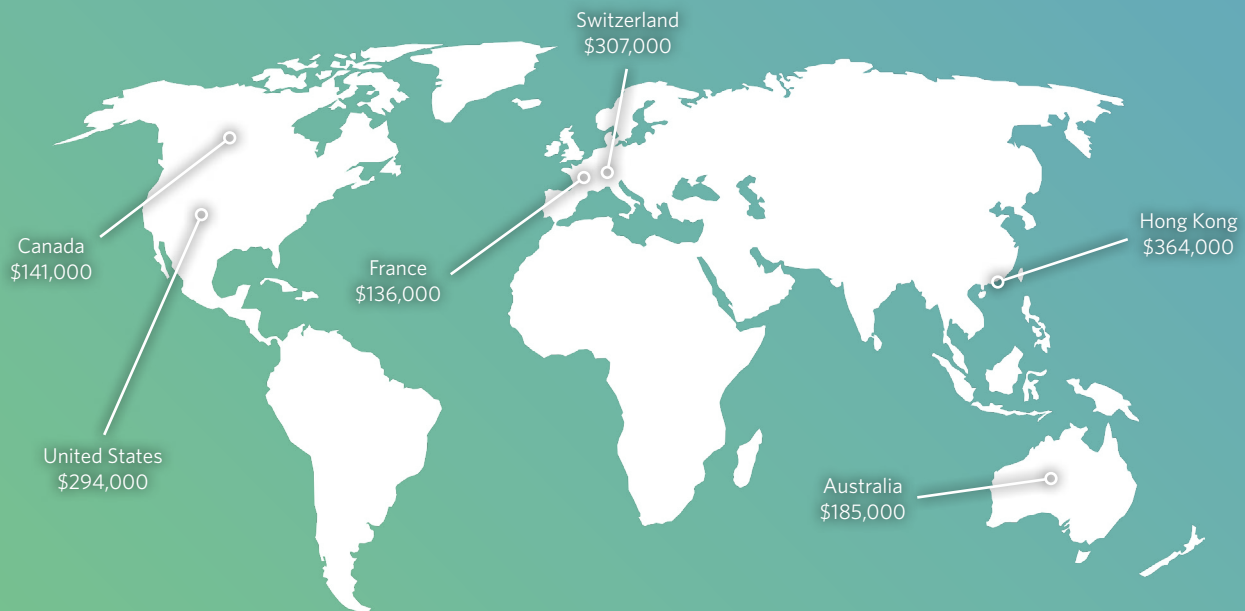 Switzerland
$307,000
Canada
$141,000
France
$136,000
Hong Kong
$364,000
United States
$294,000
Australia
$185,000